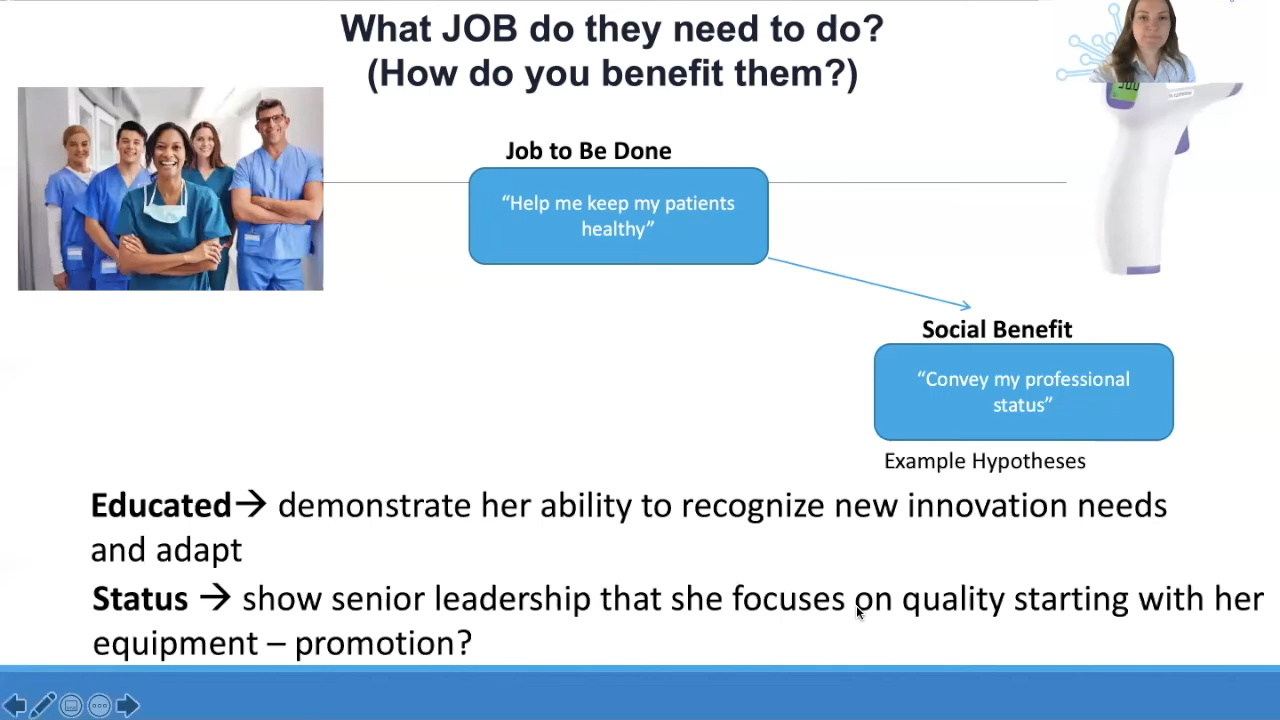 What JOB do they need to do?
(How do you benefit them?)
Job to Be Done
“Help me keep my patients
healthy”
Social Benefit
“Convey my professional
status”
Example Hypotheses
Educated→ demonstrate her ability to recognize new innovation needs
and adapt
Status → show senior leadership that she focuses on quality starting with her
equipment – promotion?